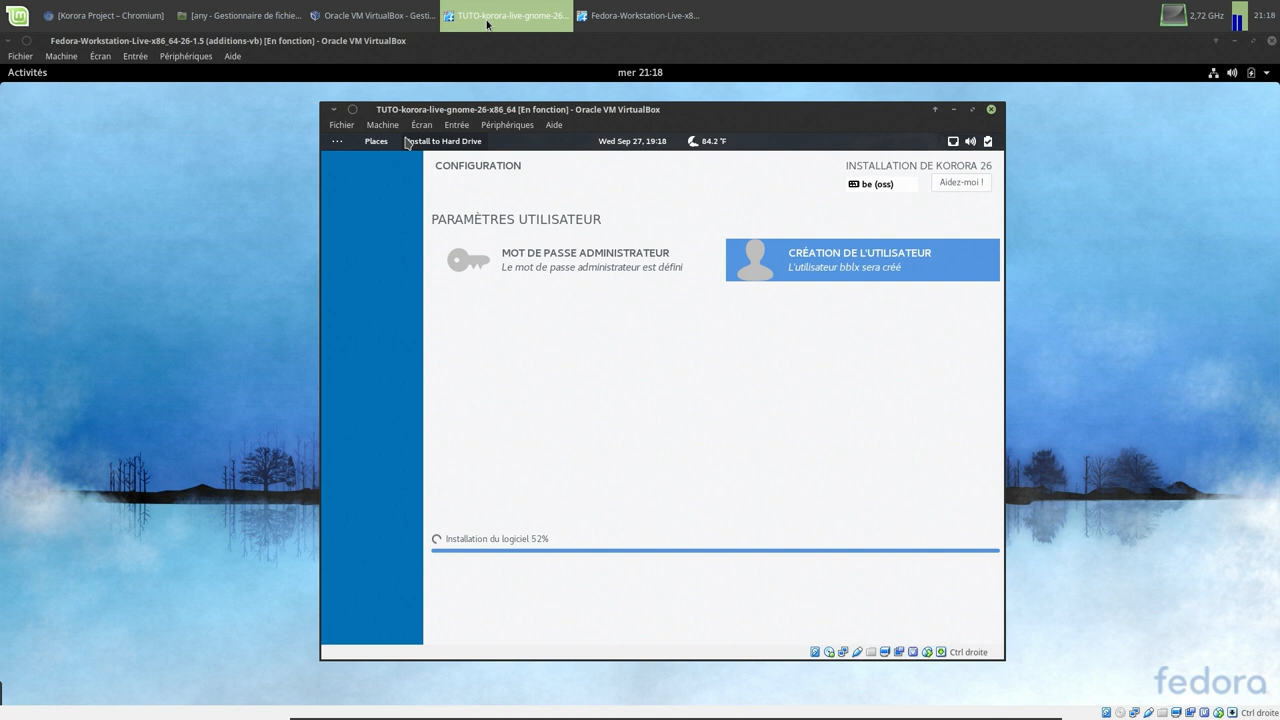 [Korora Project – Chromium]
[any - Gestionnaire de fichie...
Oracle VM VirtualBox - Gesti...
TUTO-korora-live-gnome-26...
Fedora-Workstation-Live-x8...
2,72 GHz
21:18
Fedora-Workstation-Live-x86_64-26-1.5 (additions-vb) [En fonction] - Oracle VM VirtualBox
Fichier Machine Écran Entrée Périphériques Aide
Activités
mer 21:18
TUTO-korora-live-gnome-26-x86_64 [En fonction] - Oracle VM VirtualBox
Fichier Machine Écran Entrée Périphériques Aide
... Places Install to Hard Drive
Wed Sep 27, 19:18
84.2 °F
CONFIGURATION
INSTALLATION DE KORORA 26
be (oss)
Aidez-moi !
PARAMÈTRES UTILISATEUR
MOT DE PASSE ADMINISTRATEUR
Le mot de passe administrateur est défini
CRÉATION DE L'UTILISATEUR
L'utilisateur bblx sera créé
Installation du logiciel 52%
Ctrl droite
fedora
Ctrl droite